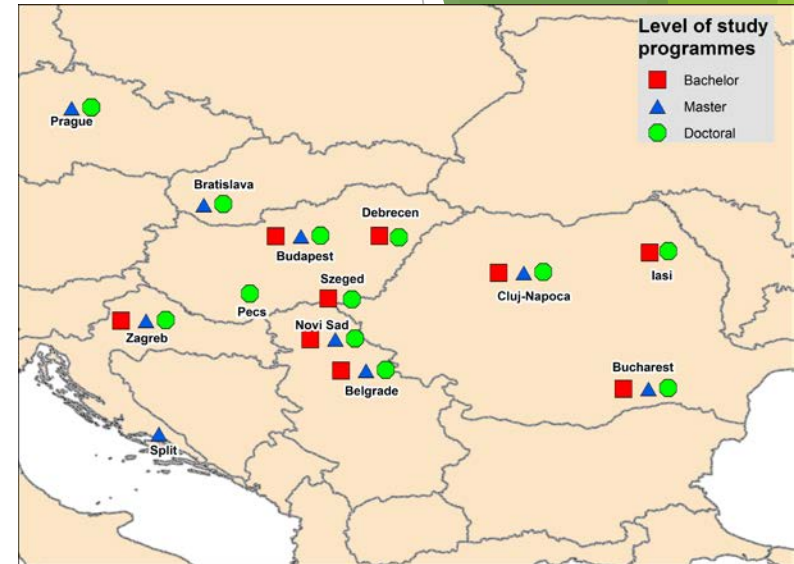 Level of study
programmes
Bachelor
Master
Doctoral
Prague
Bratislava
Debrecen
Budapest
Iasi
Szeged
Cluj-Napoca
Pecs
Novi Sad
Zagreb
Bucharest
Belgrade
Split